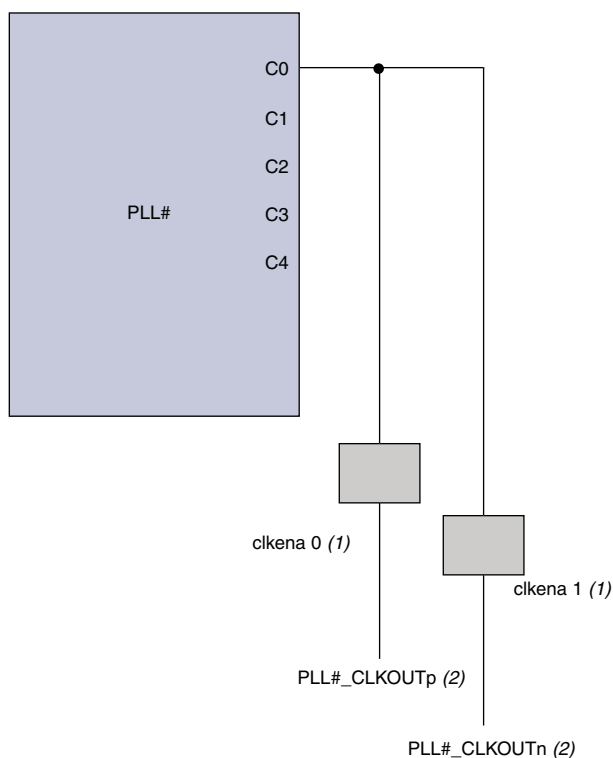 C0
C1
C2
PLL#
C3
C4
clkena 0 (1)
clkena 1 (1)
PLL#_CLKOUTp (2)
PLL#_CLKOUTn (2)